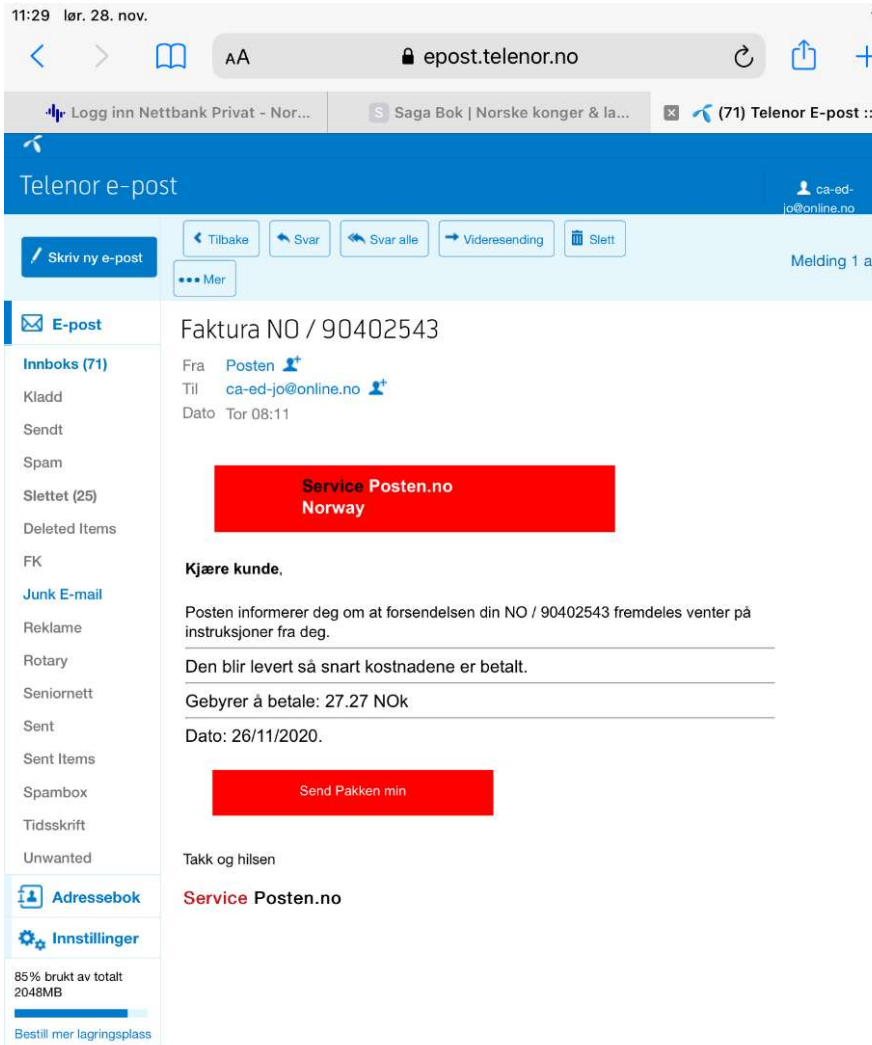 11:29 lør. 28. nov.
AA
epost.telenor.no
Logg inn Nettbank Privat - Nor...
S Saga Bok | Norske konger & la...
(71) Telenor E-post ::
Telenor e-post
ca-ed-
jo@online.no
Skriv ny e-post
Tilbake
Svar
Svar alle
Videresending
Slett
Mer
Melding 1 a
E-post
Innboks (71)
Kladd
Sendt
Spam
Slettet (25)
Deleted Items
FK
Junk E-mail
Reklame
Rotary
Seniornett
Sent
Sent Items
Spambox
Tidsskrift
Unwanted
Adressebok
Innstillinger
85% brukt av totalt
2048MB
Bestill mer lagringsplass
Faktura NO / 90402543
Fra Posten
Til ca-ed-jo@online.no
Dato Tor 08:11
Service Posten.no
Norway
Kjære kunde,
Posten informerer deg om at forsendelsen din NO / 90402543 fremdeles venter på
instruksjoner fra deg.
Den blir levert så snart kostnadene er betalt.
Gebyrer å betale: 27.27 NOk
Dato: 26/11/2020.
Send Pakken min
Takk og hilsen
Service Posten.no